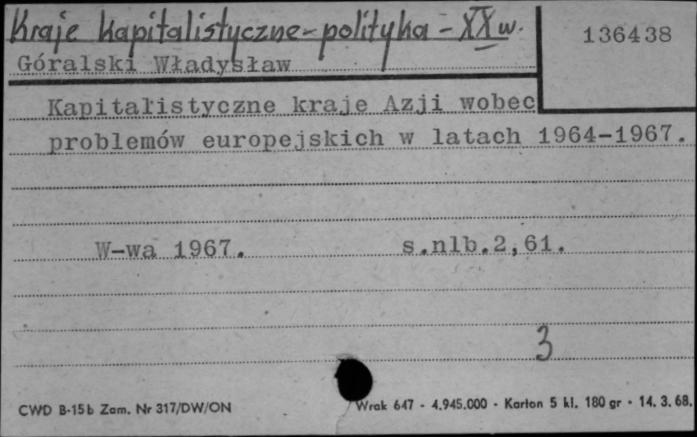 Kraje kapitalistyczne-polityka - XX w.
136438
Góralski Władysław
Kapitalistyczne kraje Azji wobec
problemów europejskich w latach 1964-1967.
W-wa 1967. s.nlb.2,61.
3
CWD B-15b Zam. Nr 317/DW/ON Wrak 647 - 4.945.000 - Karton 5 kl. 180 gr - 14.3.68.